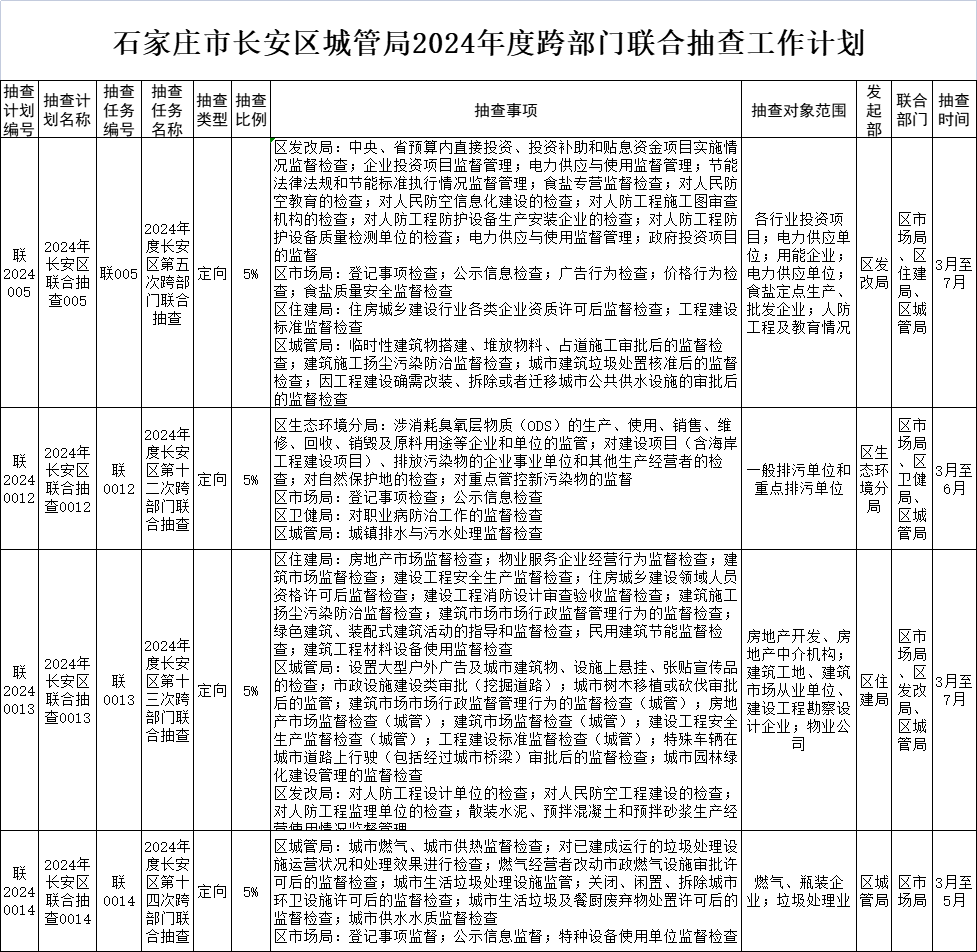 石家庄市长安区城管局2024年度跨部门联合抽查工作计划
抽查
计划
编号
抽查计
划名称
抽查
任务
编号
抽查
任务
名称
抽查
类型
抽查
比例
抽查事项
抽查对象范围
发
起
部
联合
部门
抽查
时间
联
2024
005
2024年
长安区
联合抽
查005
联005
2024年
度长安
区第五
次跨部
门联合
抽查
定向
5%
区发改局：中央、省预算内直接投资、投资补助和贴息资金项目实施情
况监督检查；企业投资项目监督管理；电力供应与使用监督管理；节能
法律法规和节能标准执行情况监督管理；食盐专营监督检查；对人民防
空教育的检查；对人民防空信息化建设的检查；对人防工程施工图审查
机构的检查；对人防工程防护设备生产安装企业的检查；对人防工程防
护设备质量检测单位的检查；电力供应与使用监督管理；政府投资项目
的监督
区市场局：登记事项检查；公示信息检查；广告行为检查；价格行为检
查；食盐质量安全监督检查
区住建局：住房城乡建设行业各类企业资质许可后监督检查；工程建设
标准监督检查
区城管局：临时性建筑物搭建、堆放物料、占道施工审批后的监督检
查；建筑施工扬尘污染防治监督检查；城市建筑垃圾处置核准后的监督
检查；因工程建设确需改装、拆除或者迁移城市公共供水设施的审批后
的监督检查
各行业投资项
目；电力供应单
位；用能企业；
电力供应单位；
食盐定点生产、
批发企业；人防
工程及教育情况
区发
改局
区市
场局
、区
住建
局、
区城
管局
3月至
7月
联
2024
0012
2024年
长安区
联合抽
查0012
联
0012
2024年
度长安
区第十
二次跨
部门联
合抽查
定向
5%
区生态环境分局：涉消耗臭氧层物质（ODS）的生产、使用、销售、维
修、回收、销毁及原料用途等企业和单位的监管；对建设项目（含海岸
工程建设项目）、排放污染物的企业事业单位和其他生产经营者的检
查；对自然保护地的检查；对重点管控新污染物的监督
区市场局：登记事项检查；公示信息检查
区卫健局：对职业病防治工作的监督检查
区城管局：城镇排水与污水处理监督检查
一般排污单位和
重点排污单位
区生
态环
境分
局
区市
场局
、区
卫健
局、
区城
管局
3月至
6月
联
2024
0013
2024年
长安区
联合抽
查0013
联
0013
2024年
度长安
区第十
三次跨
部门联
合抽查
定向
5%
区住建局：房地产市场监督检查；物业服务企业经营行为监督检查；建
筑市场监督检查；建设工程安全生产监督检查；住房城乡建设领域人员
资格许可后监督检查；建设工程消防设计审查验收监督检查；建筑施工
扬尘污染防治监督检查；建筑市场市场行政监督管理行为的监督检查；
绿色建筑、装配式建筑活动的指导和监督检查；民用建筑节能监督检
查；建筑工程材料设备使用监督检查
区城管局：设置大型户外广告及城市建筑物、设施上悬挂、张贴宣传品
的检查；市政设施建设类审批（挖掘道路）；城市树木移植或砍伐审批
后的监管；建筑市场市场行政监督管理行为的监督检查（城管）；房地
产市场监督检查（城管）；建筑市场监督检查（城管）；建设工程安全
生产监督检查（城管）；工程建设标准监督检查（城管）；特殊车辆在
城市道路上行驶（包括经过城市桥梁）审批后的监督检查；城市园林绿
化建设管理的监督检查
区发改局：对人防工程设计单位的检查；对人民防空工程建设的检查；
对人防工程监理单位的检查；散装水泥、预拌混凝土和预拌砂浆生产经
营使用情况监督管理
房地产开发、房
地产中介机构；
建筑工地、建筑
市场从业单位、
建设工程勘察设
计企业；物业公
司
区住
建局
区市
场局
、区
发改
局、
区城
管局
3月至
7月
联
2024
0014
2024年
长安区
联合抽
查0014
联
0014
2024年
度长安
区第十
四次跨
部门联
合抽查
定向
5%
区城管局：城市燃气、城市供热监督检查；对已建成运行的垃圾处理设
施运营状况和处理效果进行检查；燃气经营者改动市政燃气设施审批许
可后的监督检查；城市生活垃圾处理设施监管；关闭、闲置、拆除城市
环卫设施许可后的监督检查；城市生活垃圾及餐厨废弃物处置许可后的
监督检查；城市供水水质监督检查
区市场局：登记事项监督；公示信息监督；特种设备使用单位监督检查
燃气、瓶装企
业；垃圾处理业
区城
管局
区市
场局
3月至
5月